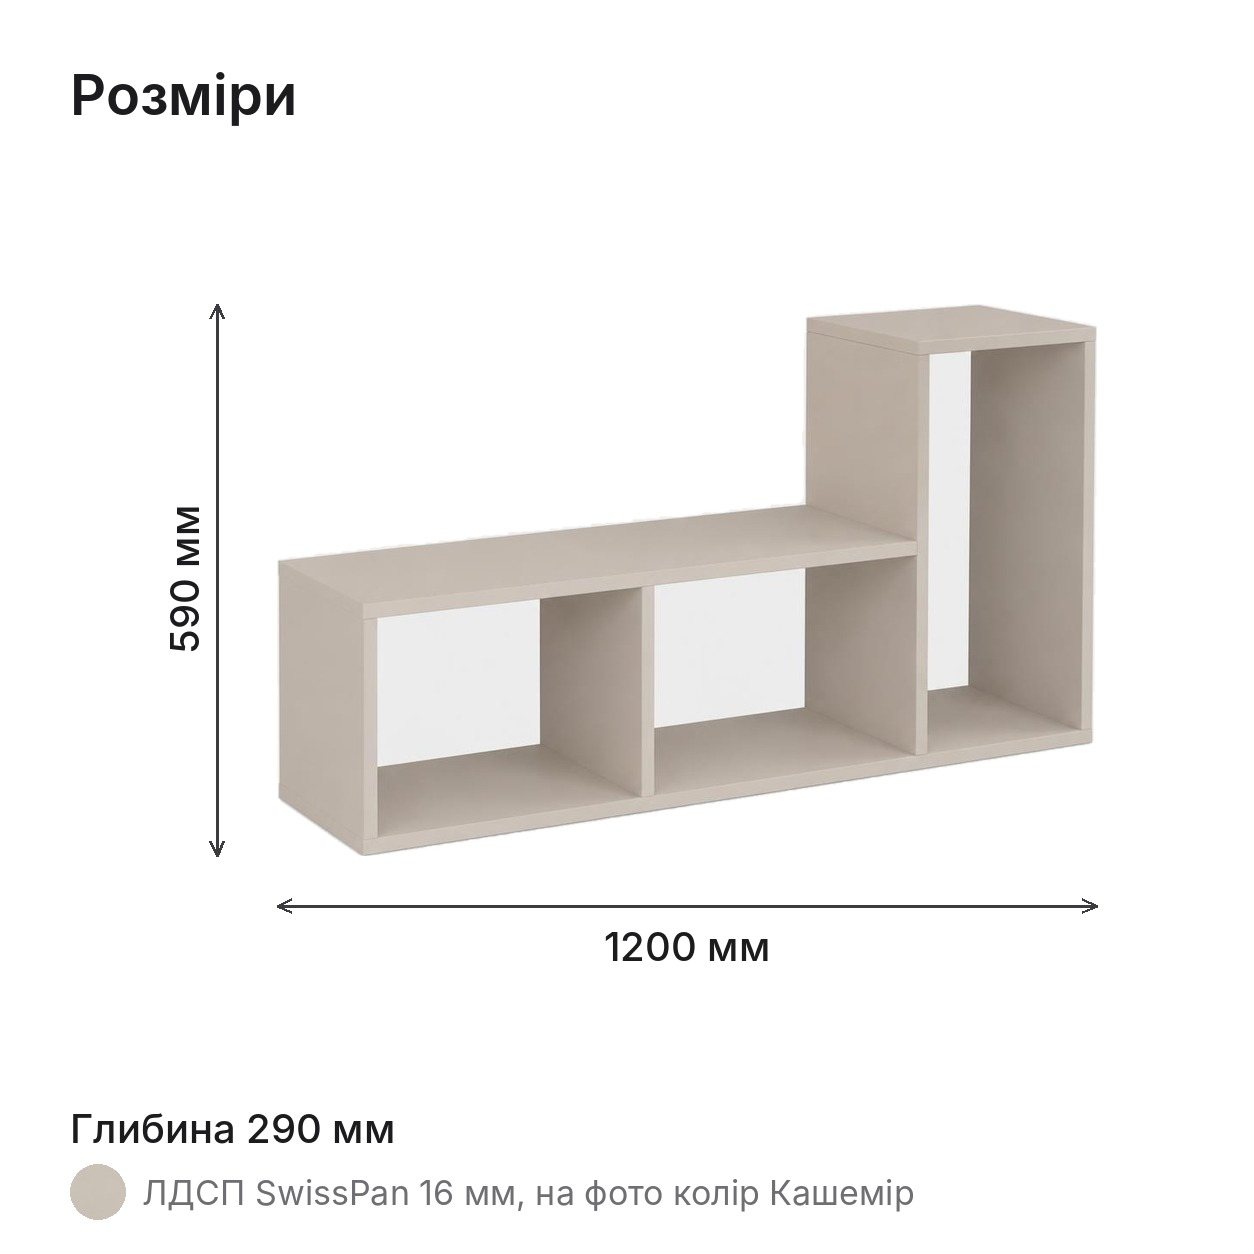 Розміри
590 мм
1200 мм
Глибина 290 мм
ЛДСП SwissPan 16 мм, на фото колір Кашемір